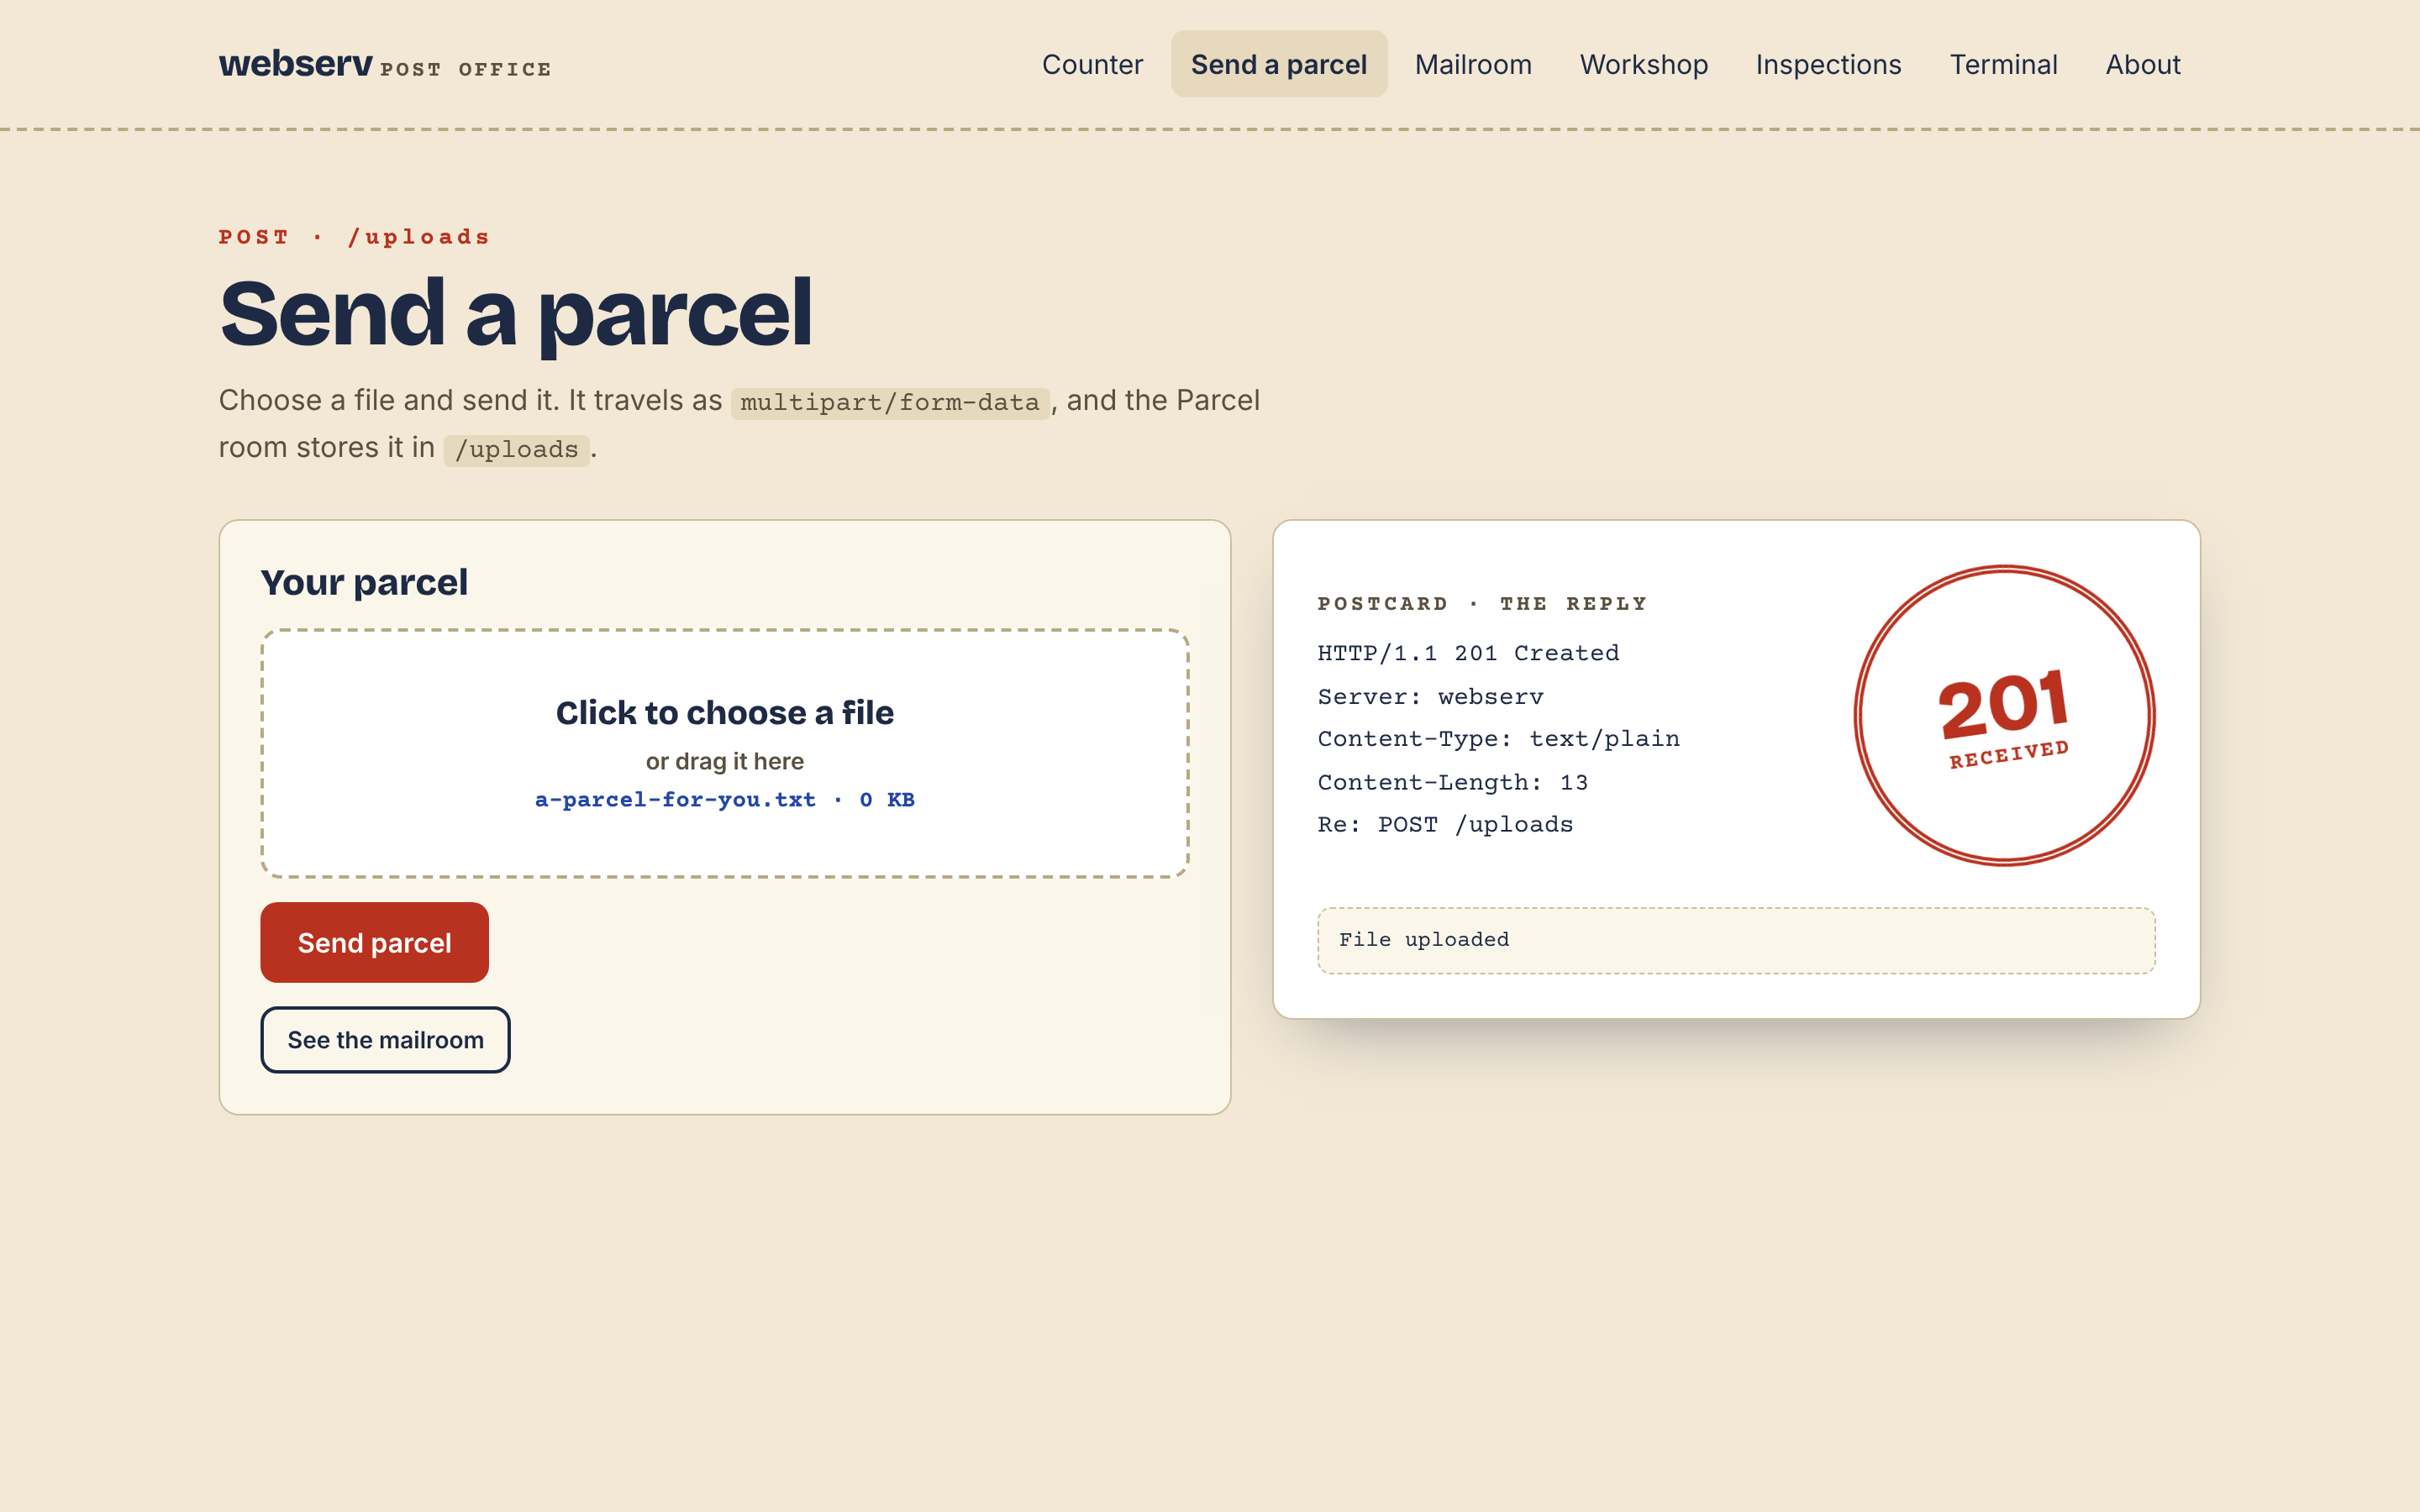 webserv POST OFFICE
Counter
Send a parcel
Mailroom
Workshop
Inspections
Terminal
About
POST · /uploads
Send a parcel
Choose a file and send it. It travels as multipart/form-data, and the Parcel
room stores it in /uploads.
Your parcel
Click to choose a file
or drag it here
a-parcel-for-you.txt · 0 KB
Send parcel
See the mailroom
POSTCARD · THE REPLY
HTTP/1.1 201 Created
Server: webserv
Content-Type: text/plain
Content-Length: 13
Re: POST /uploads
201
RECEIVED
File uploaded